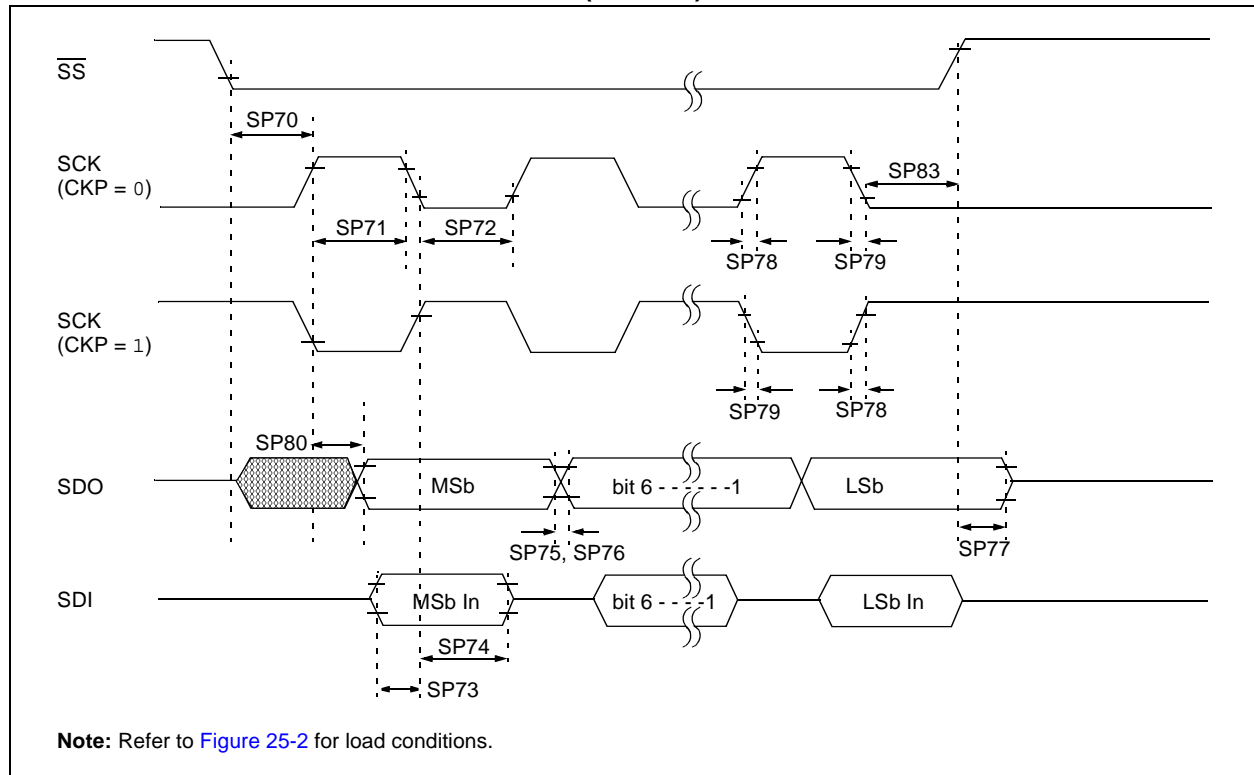 SS
SP70
SCK
(CKP = 0)
SP83
SP71
SP72
SP78
SP79
SCK
(CKP = 1)
SP79
SP78
SP80
SDO
MSb
bit 6 - - - - - -1
LSb
SP75, SP76
SP77
SDI
MSb In
bit 6 - - - - -1
LSb In
SP74
SP73
Note: Refer to Figure 25-2 for load conditions.